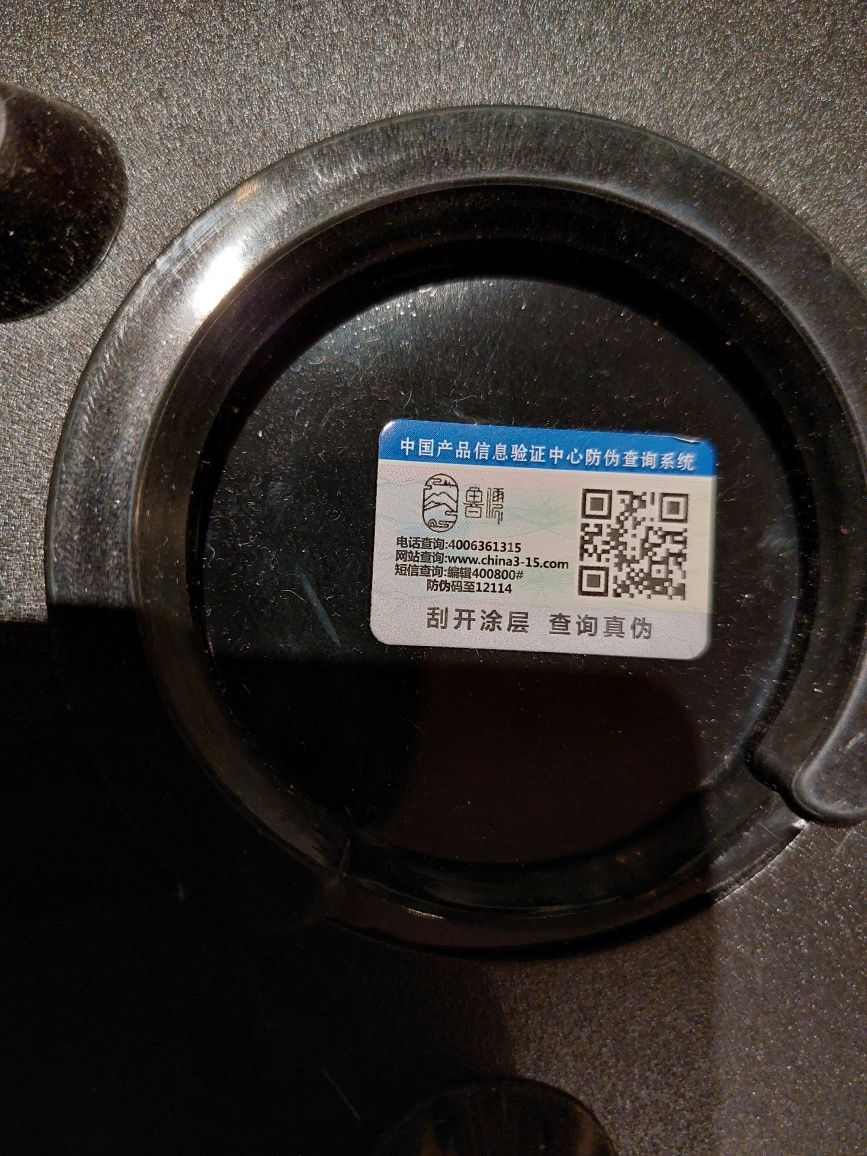 中国产品信息验证中心防伪查询系统
电话查询:4006361315
网站查询:www.china3-15.com
短信查询:编辑400800#
防伪码至12114
刮开涂层 查询真伪